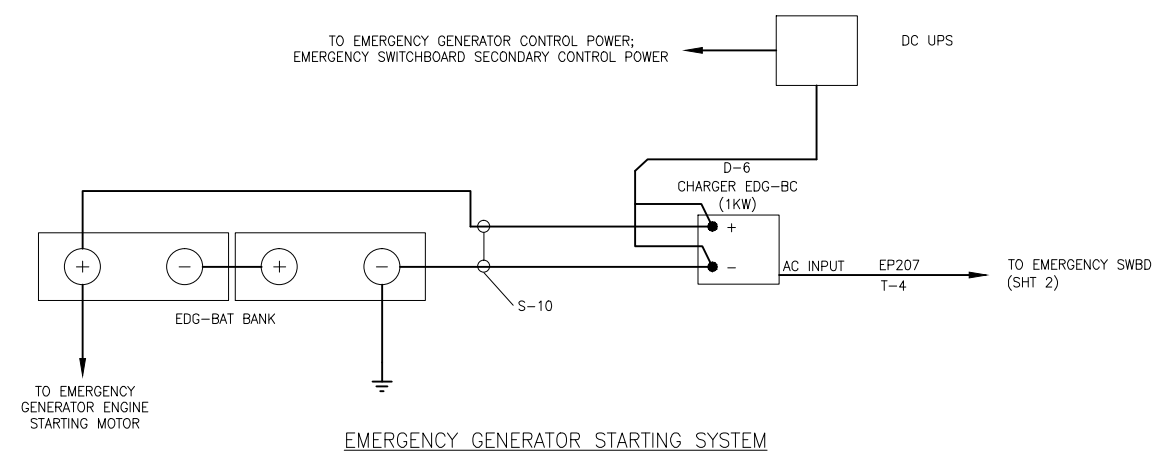 TO EMERGENCY GENERATOR CONTROL POWER;
EMERGENCY SWITCHBOARD SECONDARY CONTROL POWER
DC UPS
D-6
CHARGER EDG-BC
(1KW)
+
-
+
-
+
-
AC INPUT
EP207
T-4
TO EMERGENCY SWBD
(SHT 2)
S-10
EDG-BAT BANK
TO EMERGENCY
GENERATOR ENGINE
STARTING MOTOR
EMERGENCY GENERATOR STARTING SYSTEM